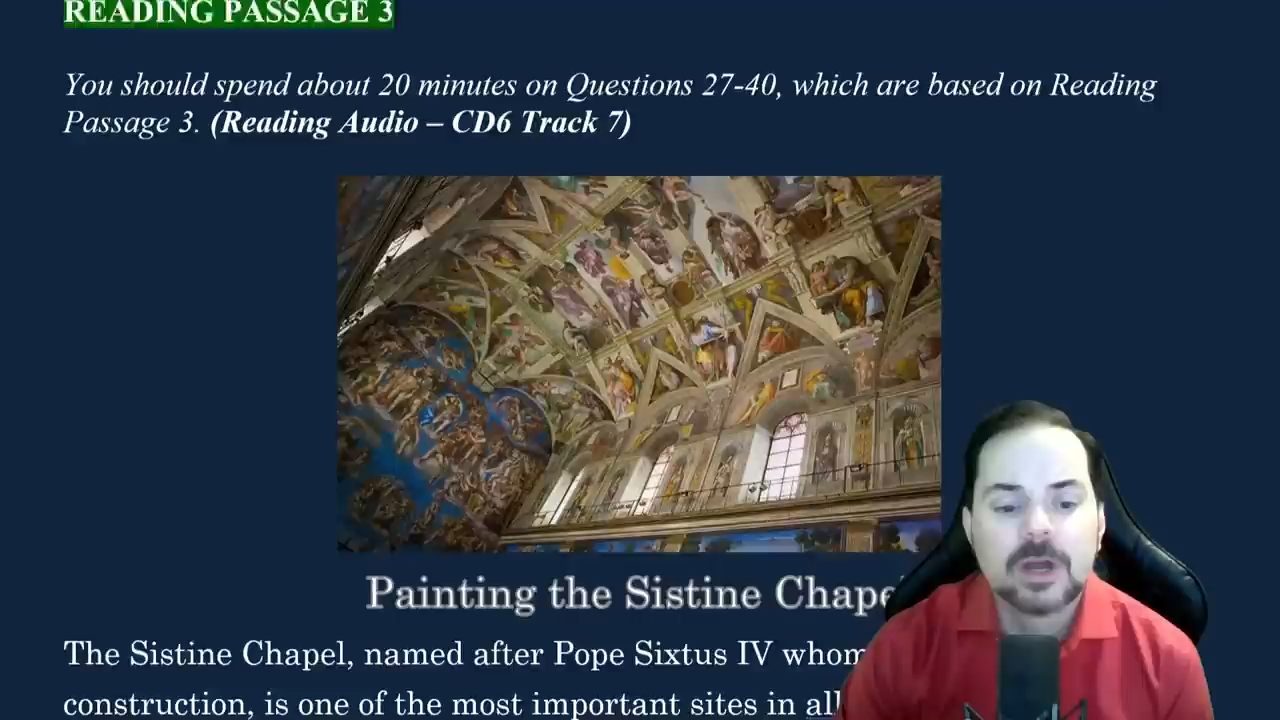 READING PASSAGE 3
You should spend about 20 minutes on Questions 27-40, which are based on Reading
Passage 3. (Reading Audio – CD6 Track 7)
Painting the Sistine
The Sistine Chapel, named after Pope Sixtus IV
construction, is one of the most important sites in all